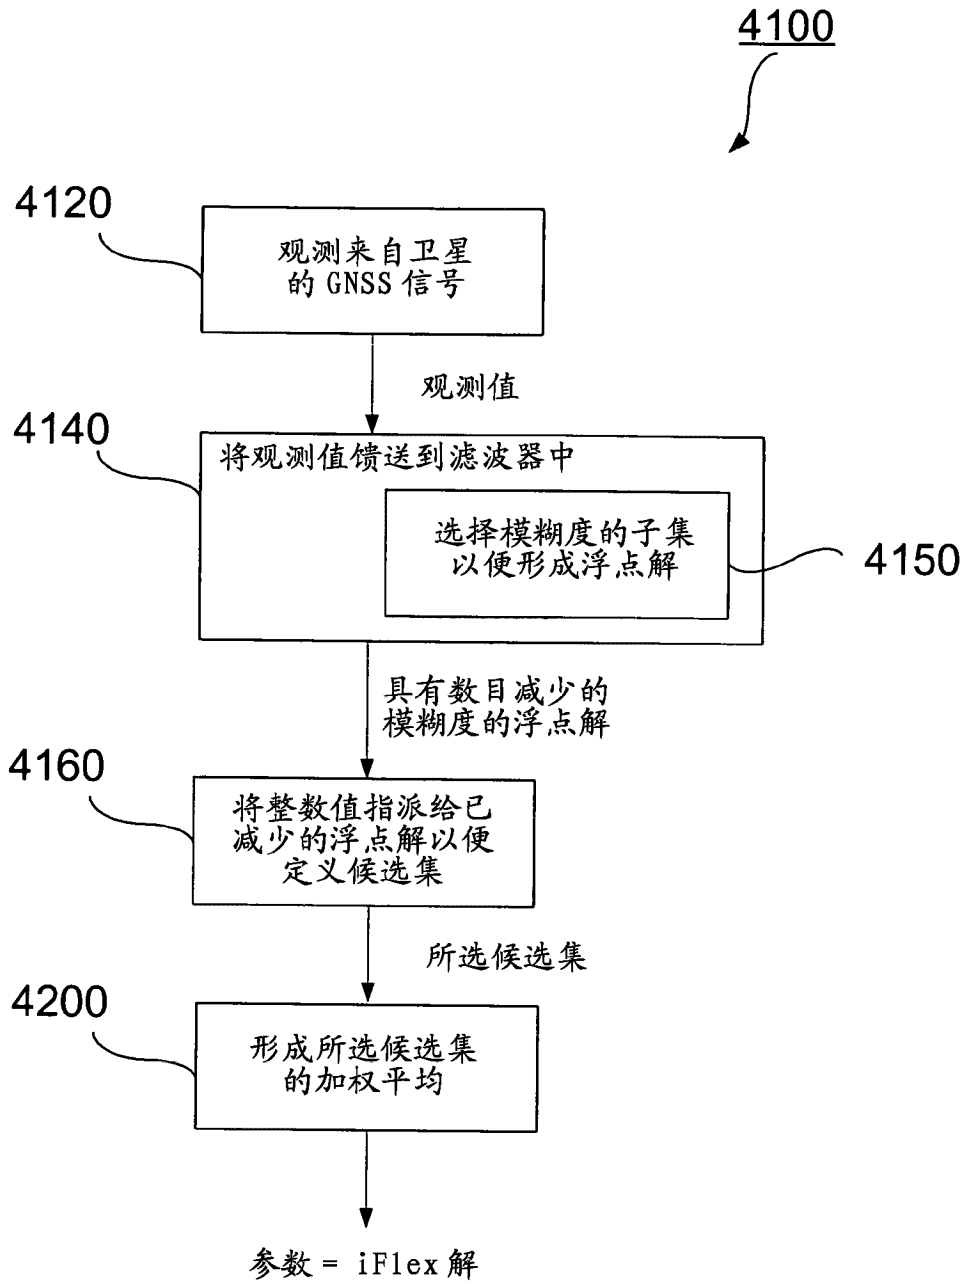 4100
4120
观测来自卫星
的 GNSS 信号
观测值
4140
将观测值馈送到滤波器中
选择模糊度的子集
以便形成浮点解
4150
具有数目减少的
模糊度的浮点解
4160
将整数值指派给已
减少的浮点解以便
定义候选集
所选候选集
4200
形成所选候选集
的加权平均
参数 = iFlex 解